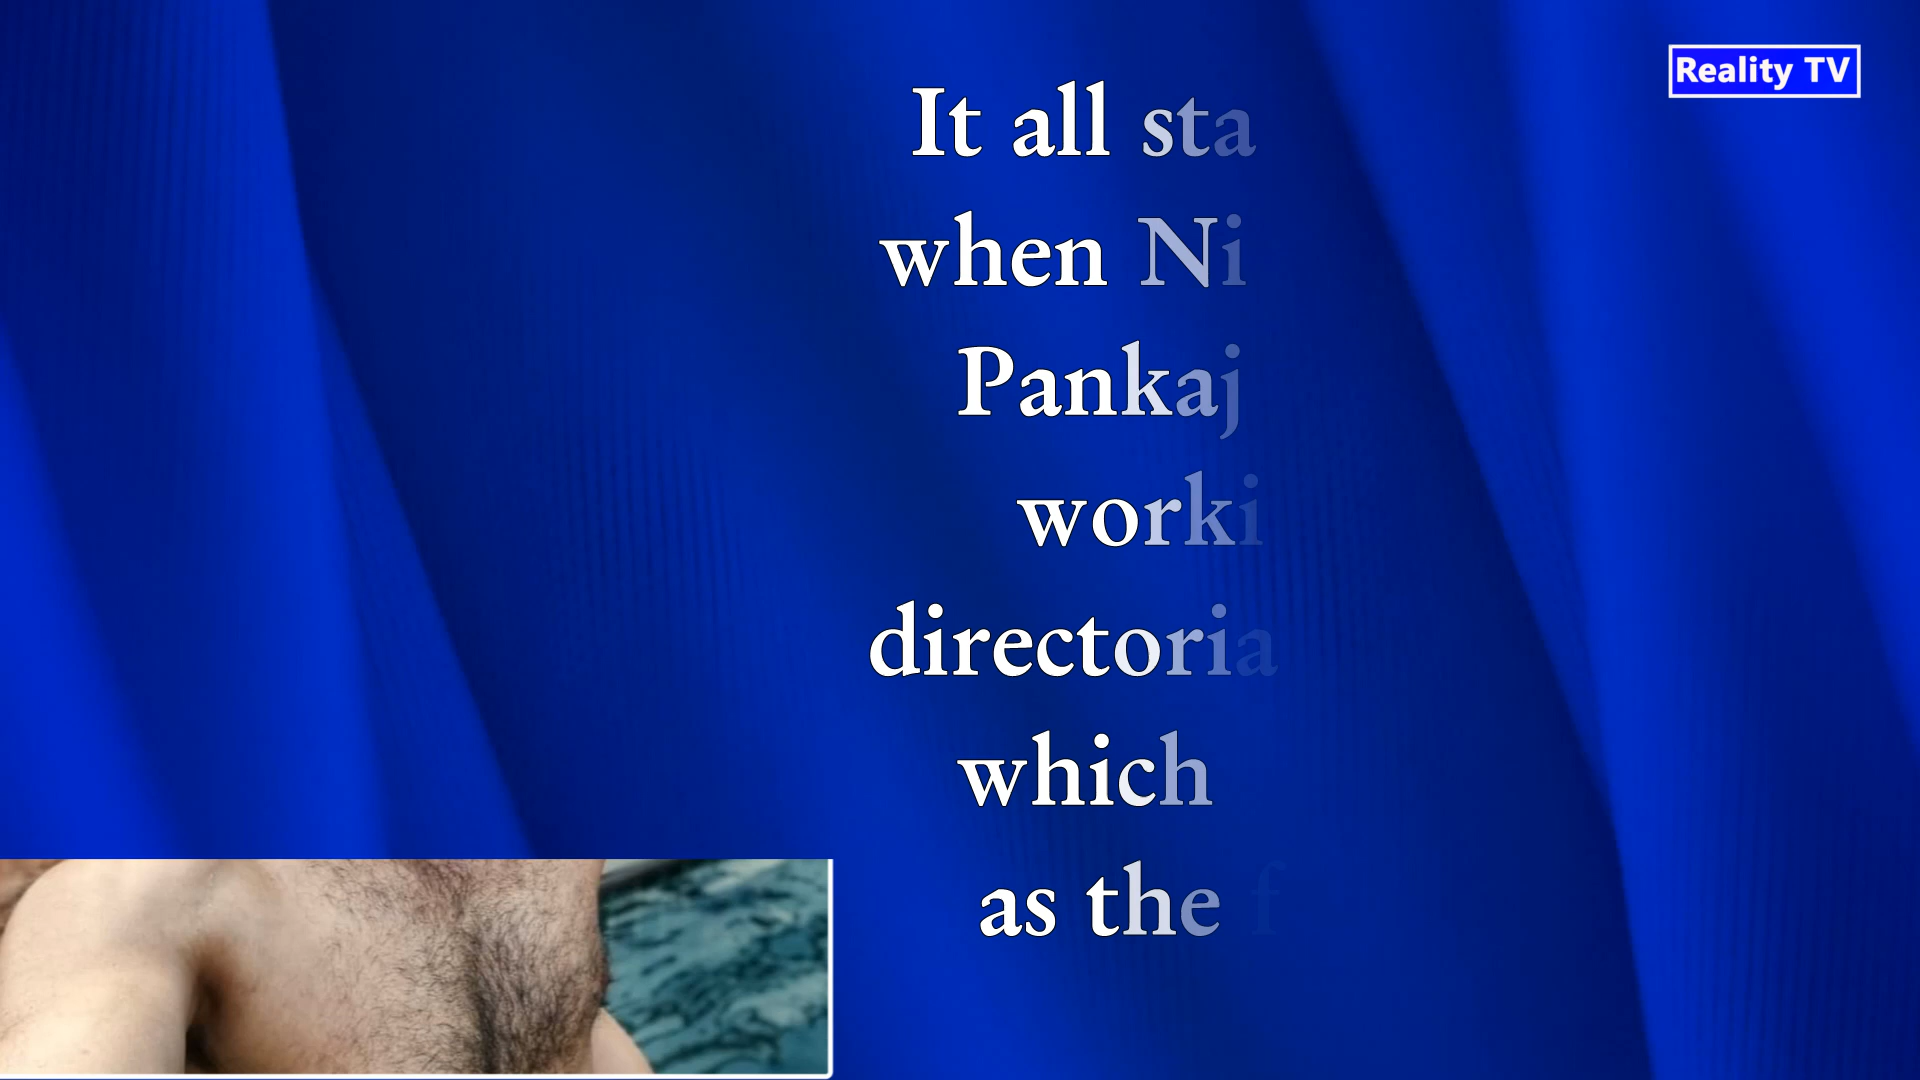 Reality TV
It all sta
when Ni
Pankaj
worki
directoria
which
as the f